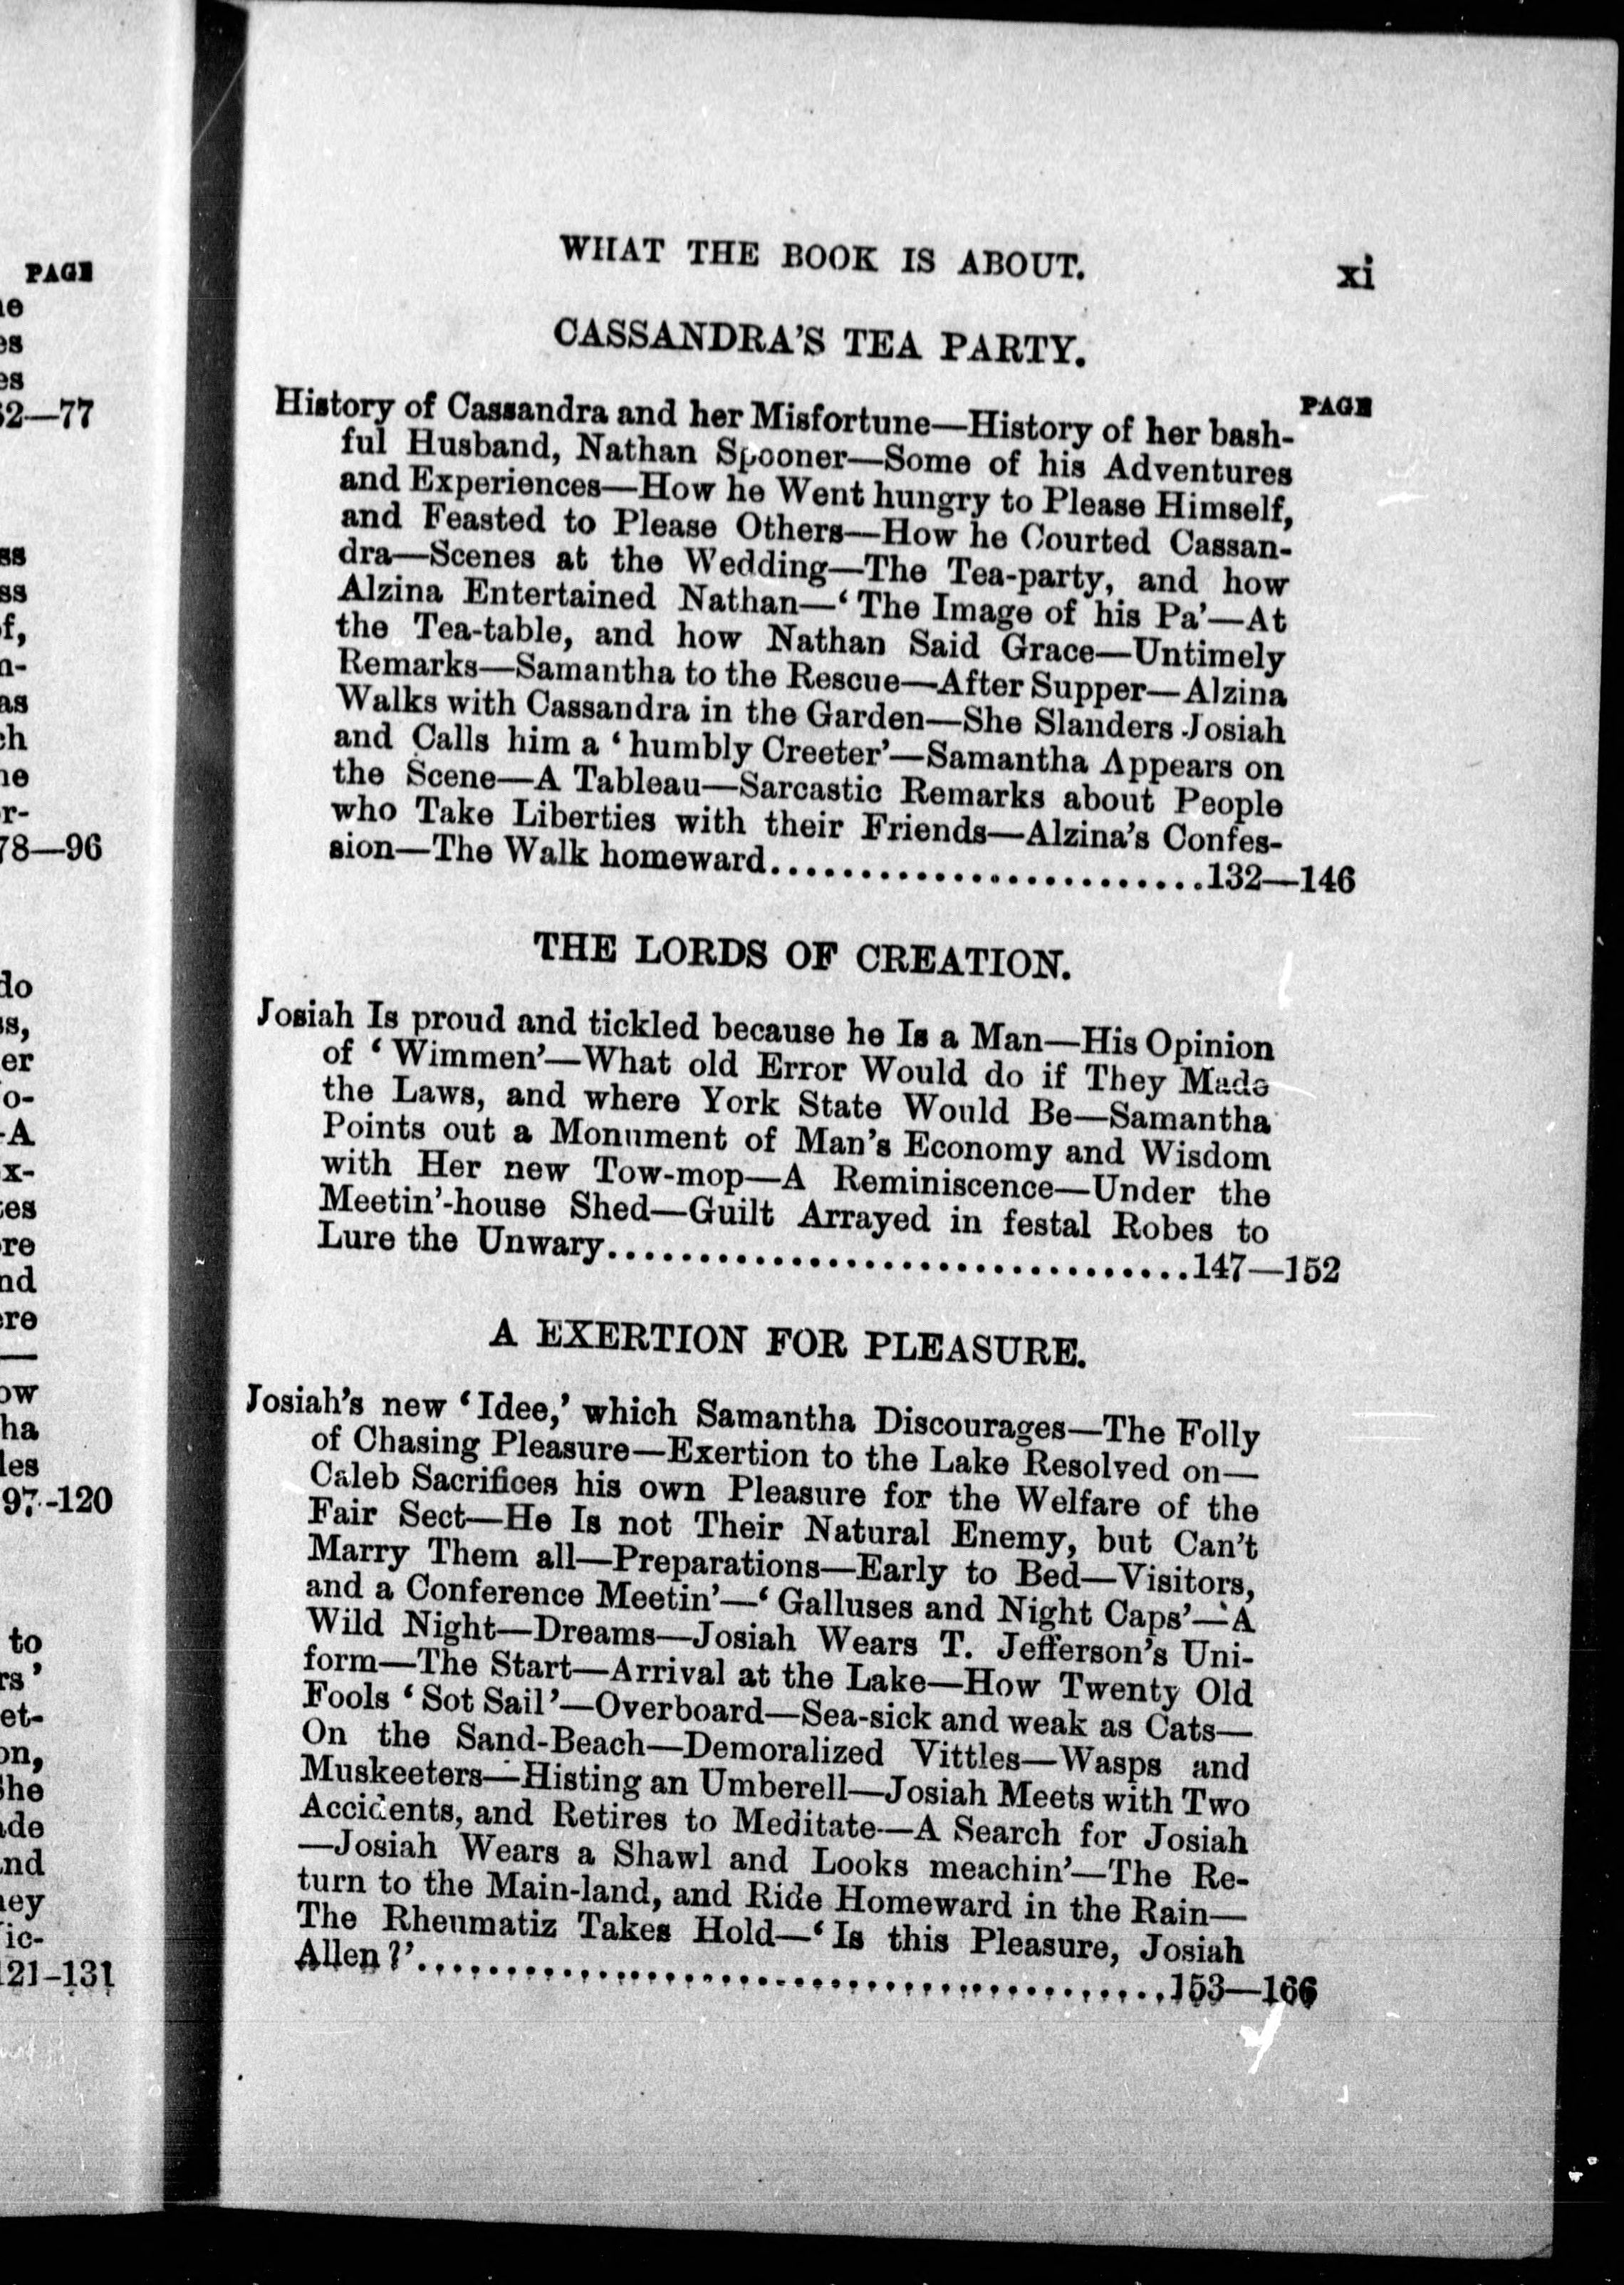 PAGE
62—77
78—96
97-120
121-131
WHAT THE BOOK IS ABOUT. xi
CASSANDRA'S TEA PARTY.
PAGE
History of Cassandra and her Misfortune—History of her bash-
ful Husband, Nathan Spooner—Some of his Adventures
and Experiences—How he Went hungry to Please Himself,
and Feasted to Please Others—How he Courted Cassan-
dra—Scenes at the Wedding—The Tea-party, and how
Alzina Entertained Nathan—‘The Image of his Pa’—At
the Tea-table, and how Nathan Said Grace—Untimely
Remarks—Samantha to the Rescue—After Supper—Alzina
Walks with Cassandra in the Garden—She Slanders Josiah
and Calls him a ‘humbly Creeter’—Samantha Appears on
the Scene—A Tableau—Sarcastic Remarks about People
who Take Liberties with their Friends—Alzina's Confes-
sion—The Walk homeward........................132—146
THE LORDS OF CREATION.
Josiah Is proud and tickled because he Is a Man—His Opinion
of ‘Wimmen’—What old Error Would do if They Made
the Laws, and where York State Would Be—Samantha
Points out a Monument of Man's Economy and Wisdom
with Her new Tow-mop—A Reminiscence—Under the
Meetin'-house Shed—Guilt Arrayed in festal Robes to
Lure the Unwary................................147—152
A EXERTION FOR PLEASURE.
Josiah's new ‘Idee,’ which Samantha Discourages—The Folly
of Chasing Pleasure—Exertion to the Lake Resolved on—
Caleb Sacrifices his own Pleasure for the Welfare of the
Fair Sect—He Is not Their Natural Enemy, but Can't
Marry Them all—Preparations—Early to Bed—Visitors,
and a Conference Meetin'—‘Galluses and Night Caps’—A
Wild Night—Dreams—Josiah Wears T. Jefferson's Uni-
form—The Start—Arrival at the Lake—How Twenty Old
Fools ‘Sot Sail’—Overboard—Sea-sick and weak as Cats—
On the Sand-Beach—Demoralized Vittles—Wasps and
Muskeeters—Histing an Umberell—Josiah Meets with Two
Accidents, and Retires to Meditate—A Search for Josiah
—Josiah Wears a Shawl and Looks meachin'—The Re-
turn to the Main-land, and Ride Homeward in the Rain—
The Rheumatiz Takes Hold—‘Is this Pleasure, Josiah
Allen?’..........................................153—166